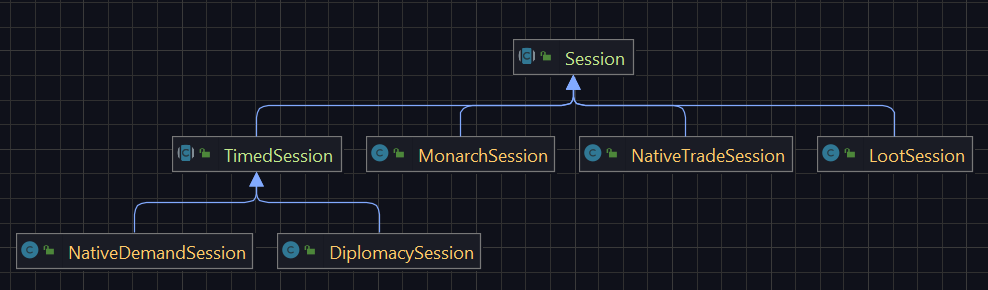 Session
TimedSession
MonarchSession
NativeTradeSession
LootSession
NativeDemandSession
DiplomacySession